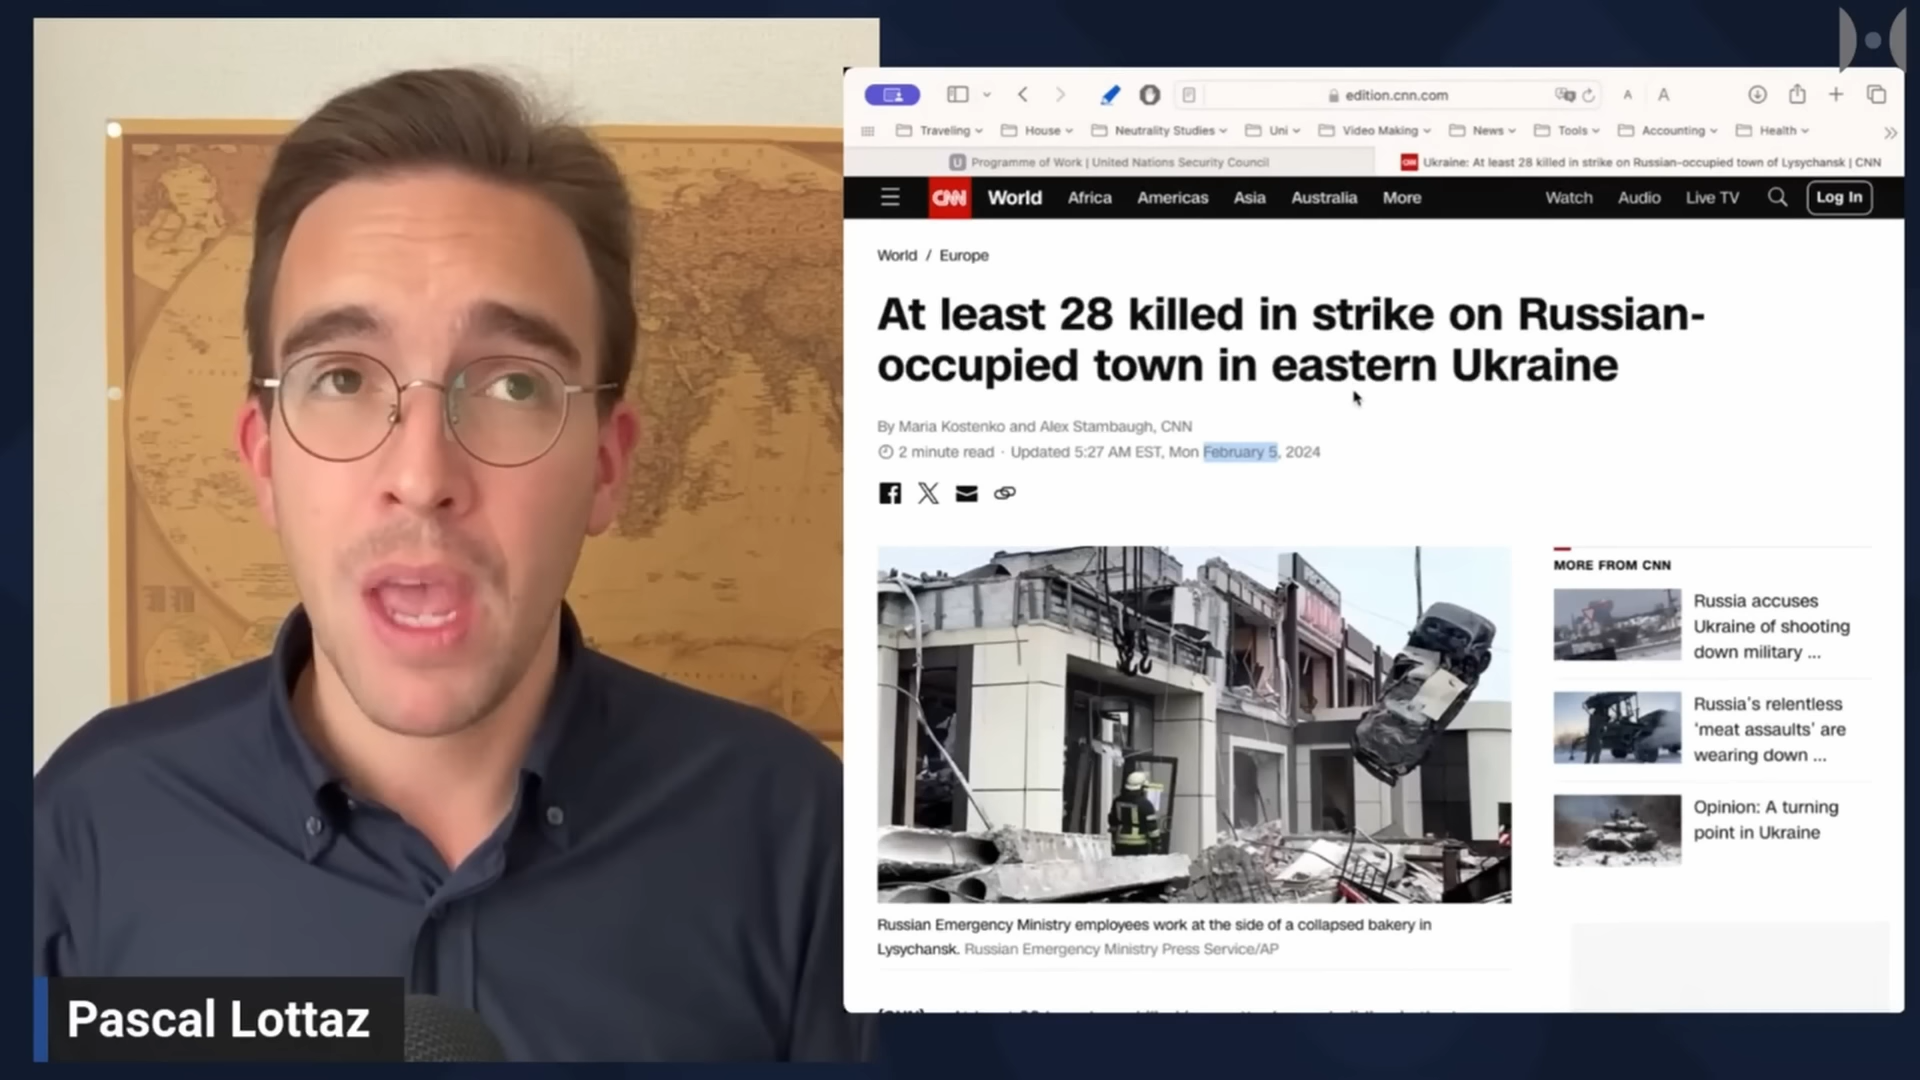 edition.cnn.com
A A
Traveling House Neutrality Studies Uni Video Making News Tools Accounting Health
U Programme of Work | United Nations Security Council
CNN Ukraine: At least 28 killed in strike on Russian-occupied town of Lysychansk | CNN
CNN World Africa Americas Asia Australia More Watch Audio Live TV Log In
World / Europe
At least 28 killed in strike on Russian-
occupied town in eastern Ukraine
By Maria Kostenko and Alex Stambaugh, CNN
2 minute read · Updated 5:27 AM EST, Mon February 5, 2024
MORE FROM CNN
Russia accuses
Ukraine of shooting
down military ...
Russia's relentless
'meat assaults' are
wearing down ...
Opinion: A turning
point in Ukraine
Russian Emergency Ministry employees work at the side of a collapsed bakery in
Lysychansk. Russian Emergency Ministry Press Service/AP
Pascal Lottaz